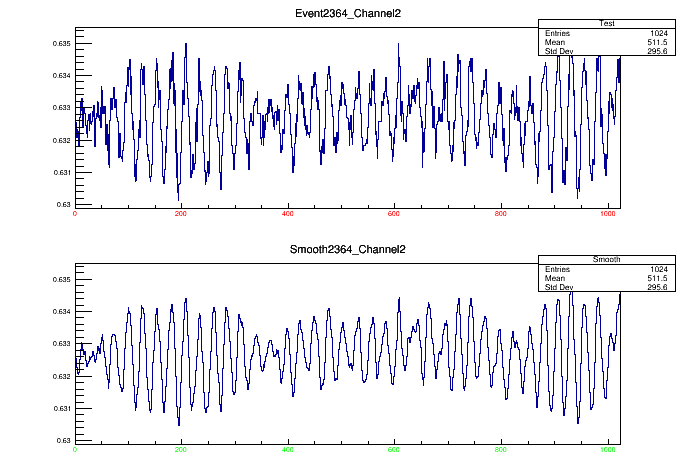 Event2364_Channel2
Test
Entries 1024
Mean 511.5
Std Dev 295.6
0.635
0.634
0.633
0.632
0.631
0.63
0 200 400 600 800 1000
Smooth2364_Channel2
Smooth
Entries 1024
Mean 511.5
Std Dev 295.6
0.635
0.634
0.633
0.632
0.631
0.63
0 200 400 600 800 1000